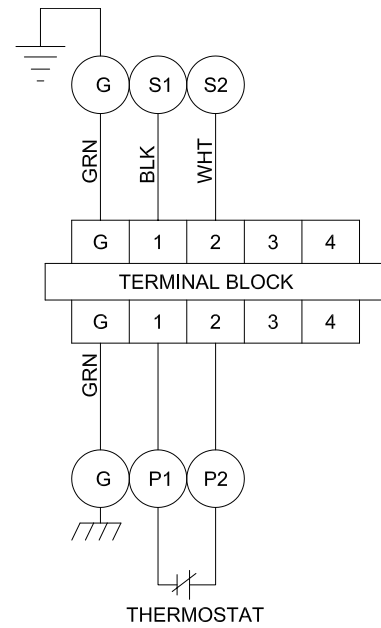 G S1 S2
GRN BLK WHT
G 1 2 3 4
TERMINAL BLOCK
G 1 2 3 4
GRN
G P1 P2
THERMOSTAT